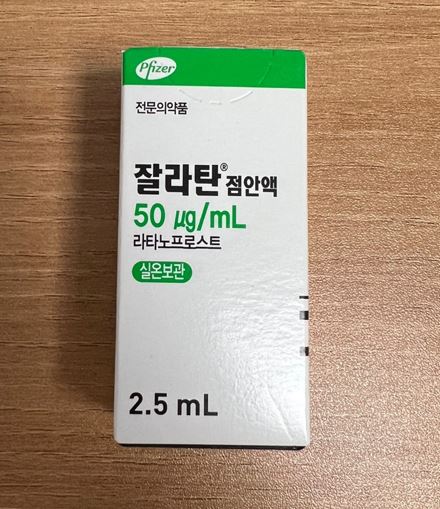 Pfizer
전문의약품
잘라탄® 점안액
50 µg/mL
라타노프로스트
실온보관
2.5 mL